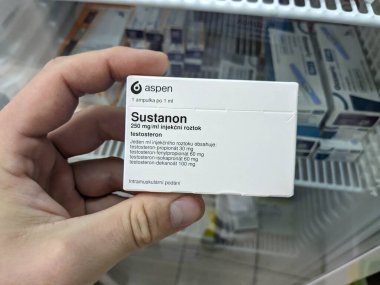 aspen
1 ampulka po 1 ml
Sustanon
250 mg/ml injekční roztok
testosteron
Jeden ml injekčního roztoku obsahuje:
testosteron-propionát 30 mg
testosteron-fenylpropionát 60 mg
testosteron-isokapronát 60 mg
testosteron-dekanoát 100 mg
Intramuskulární podání